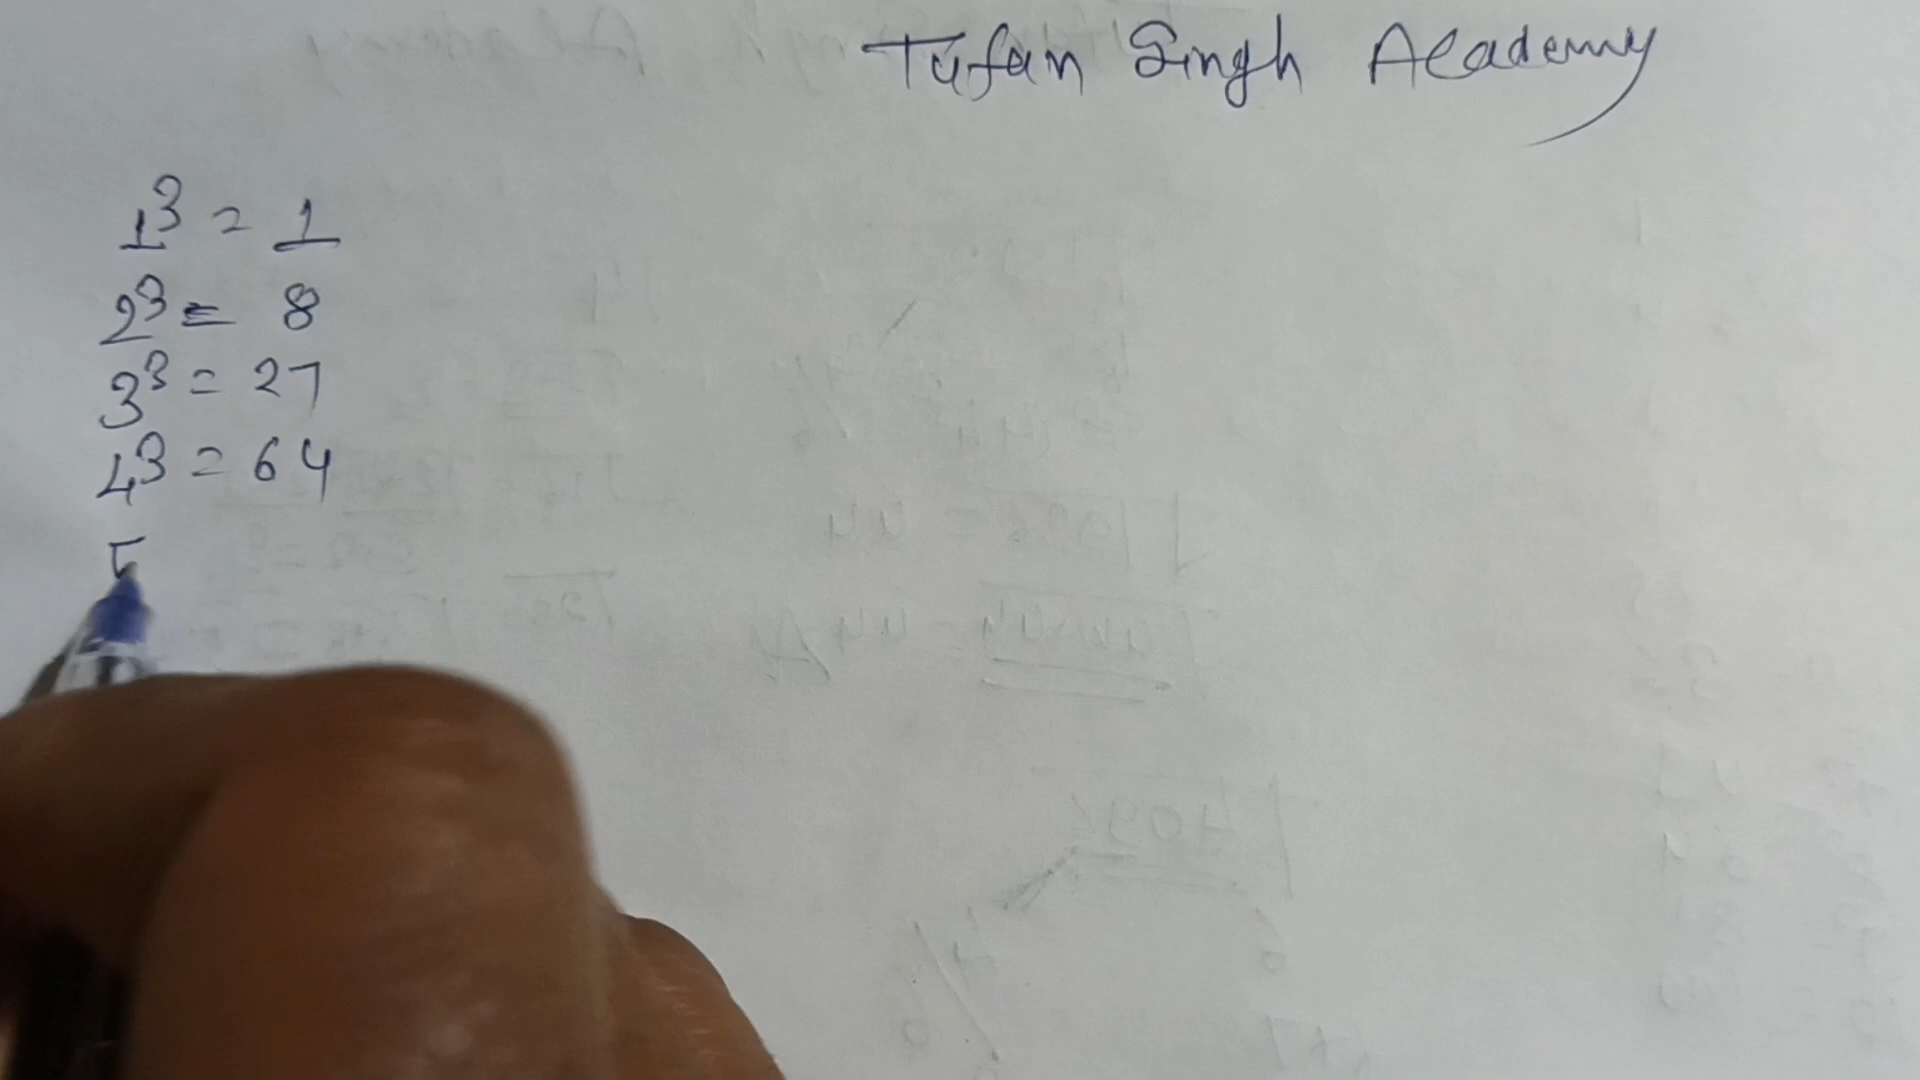 Tufan Singh Academy
1³ = 1
2³ = 8
3³ = 27
4³ = 64
5